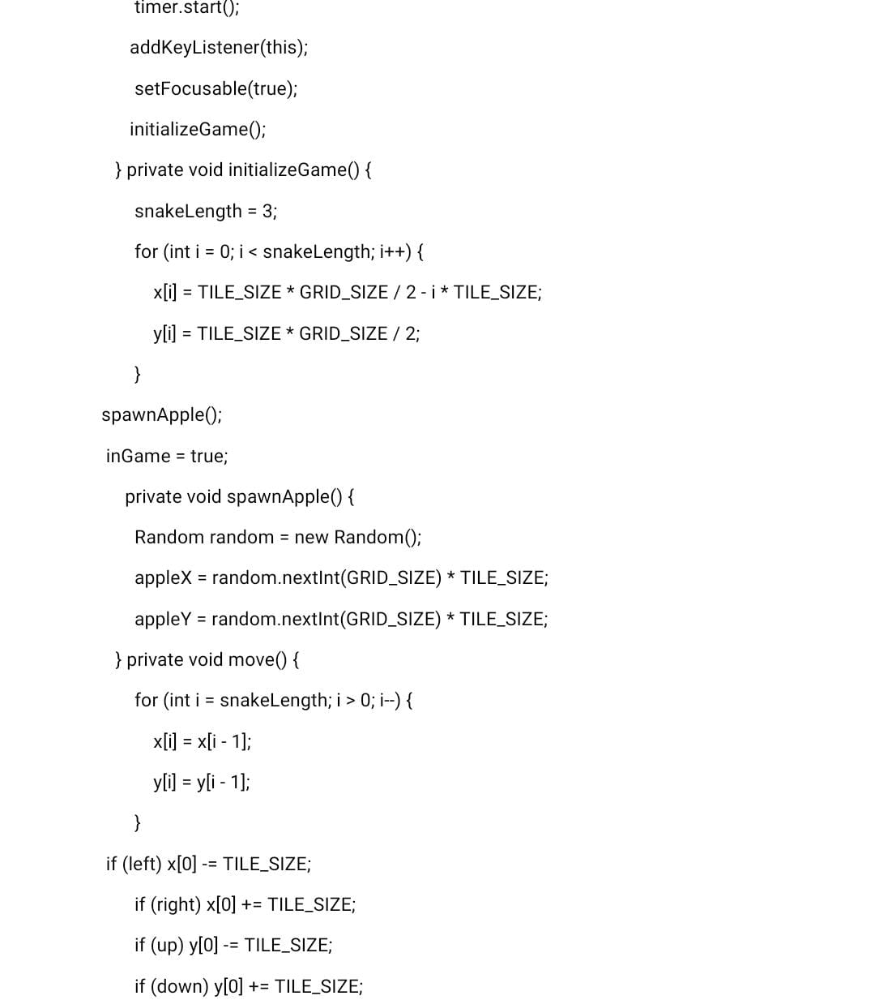 timer.start();
addKeyListener(this);
setFocusable(true);
initializeGame();
} private void initializeGame() {
snakeLength = 3;
for (int i = 0; i < snakeLength; i++) {
x[i] = TILE_SIZE * GRID_SIZE / 2 - i * TILE_SIZE;
y[i] = TILE_SIZE * GRID_SIZE / 2;
}
spawnApple();
inGame = true;
private void spawnApple() {
Random random = new Random();
appleX = random.nextInt(GRID_SIZE) * TILE_SIZE;
appleY = random.nextInt(GRID_SIZE) * TILE_SIZE;
} private void move() {
for (int i = snakeLength; i > 0; i--) {
x[i] = x[i - 1];
y[i] = y[i - 1];
}
if (left) x[0] -= TILE_SIZE;
if (right) x[0] += TILE_SIZE;
if (up) y[0] -= TILE_SIZE;
if (down) y[0] += TILE_SIZE;